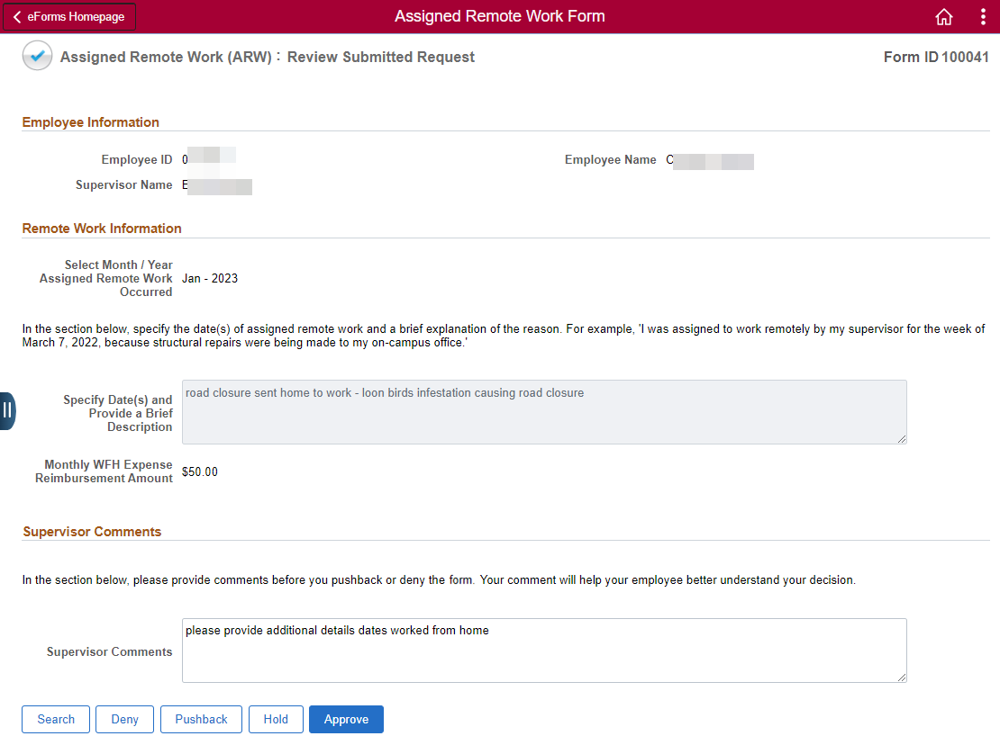 eForms Homepage
Assigned Remote Work Form
Assigned Remote Work (ARW) : Review Submitted Request
Form ID 100041
Employee Information
Employee ID 0
Employee Name
Supervisor Name E
Remote Work Information
Select Month / Year
Assigned Remote Work
Occurred
Jan - 2023
In the section below, specify the date(s) of assigned remote work and a brief explanation of the reason. For example, 'I was assigned to work remotely by my supervisor for the week of
March 7, 2022, because structural repairs were being made to my on-campus office.'
Specify Date(s) and
Provide a Brief
Description
road closure sent home to work - loon birds infestation causing road closure
Monthly WFH Expense
Reimbursement Amount
$50.00
Supervisor Comments
In the section below, please provide comments before you pushback or deny the form. Your comment will help your employee better understand your decision.
Supervisor Comments
please provide additional details dates worked from home
Search
Deny
Pushback
Hold
Approve